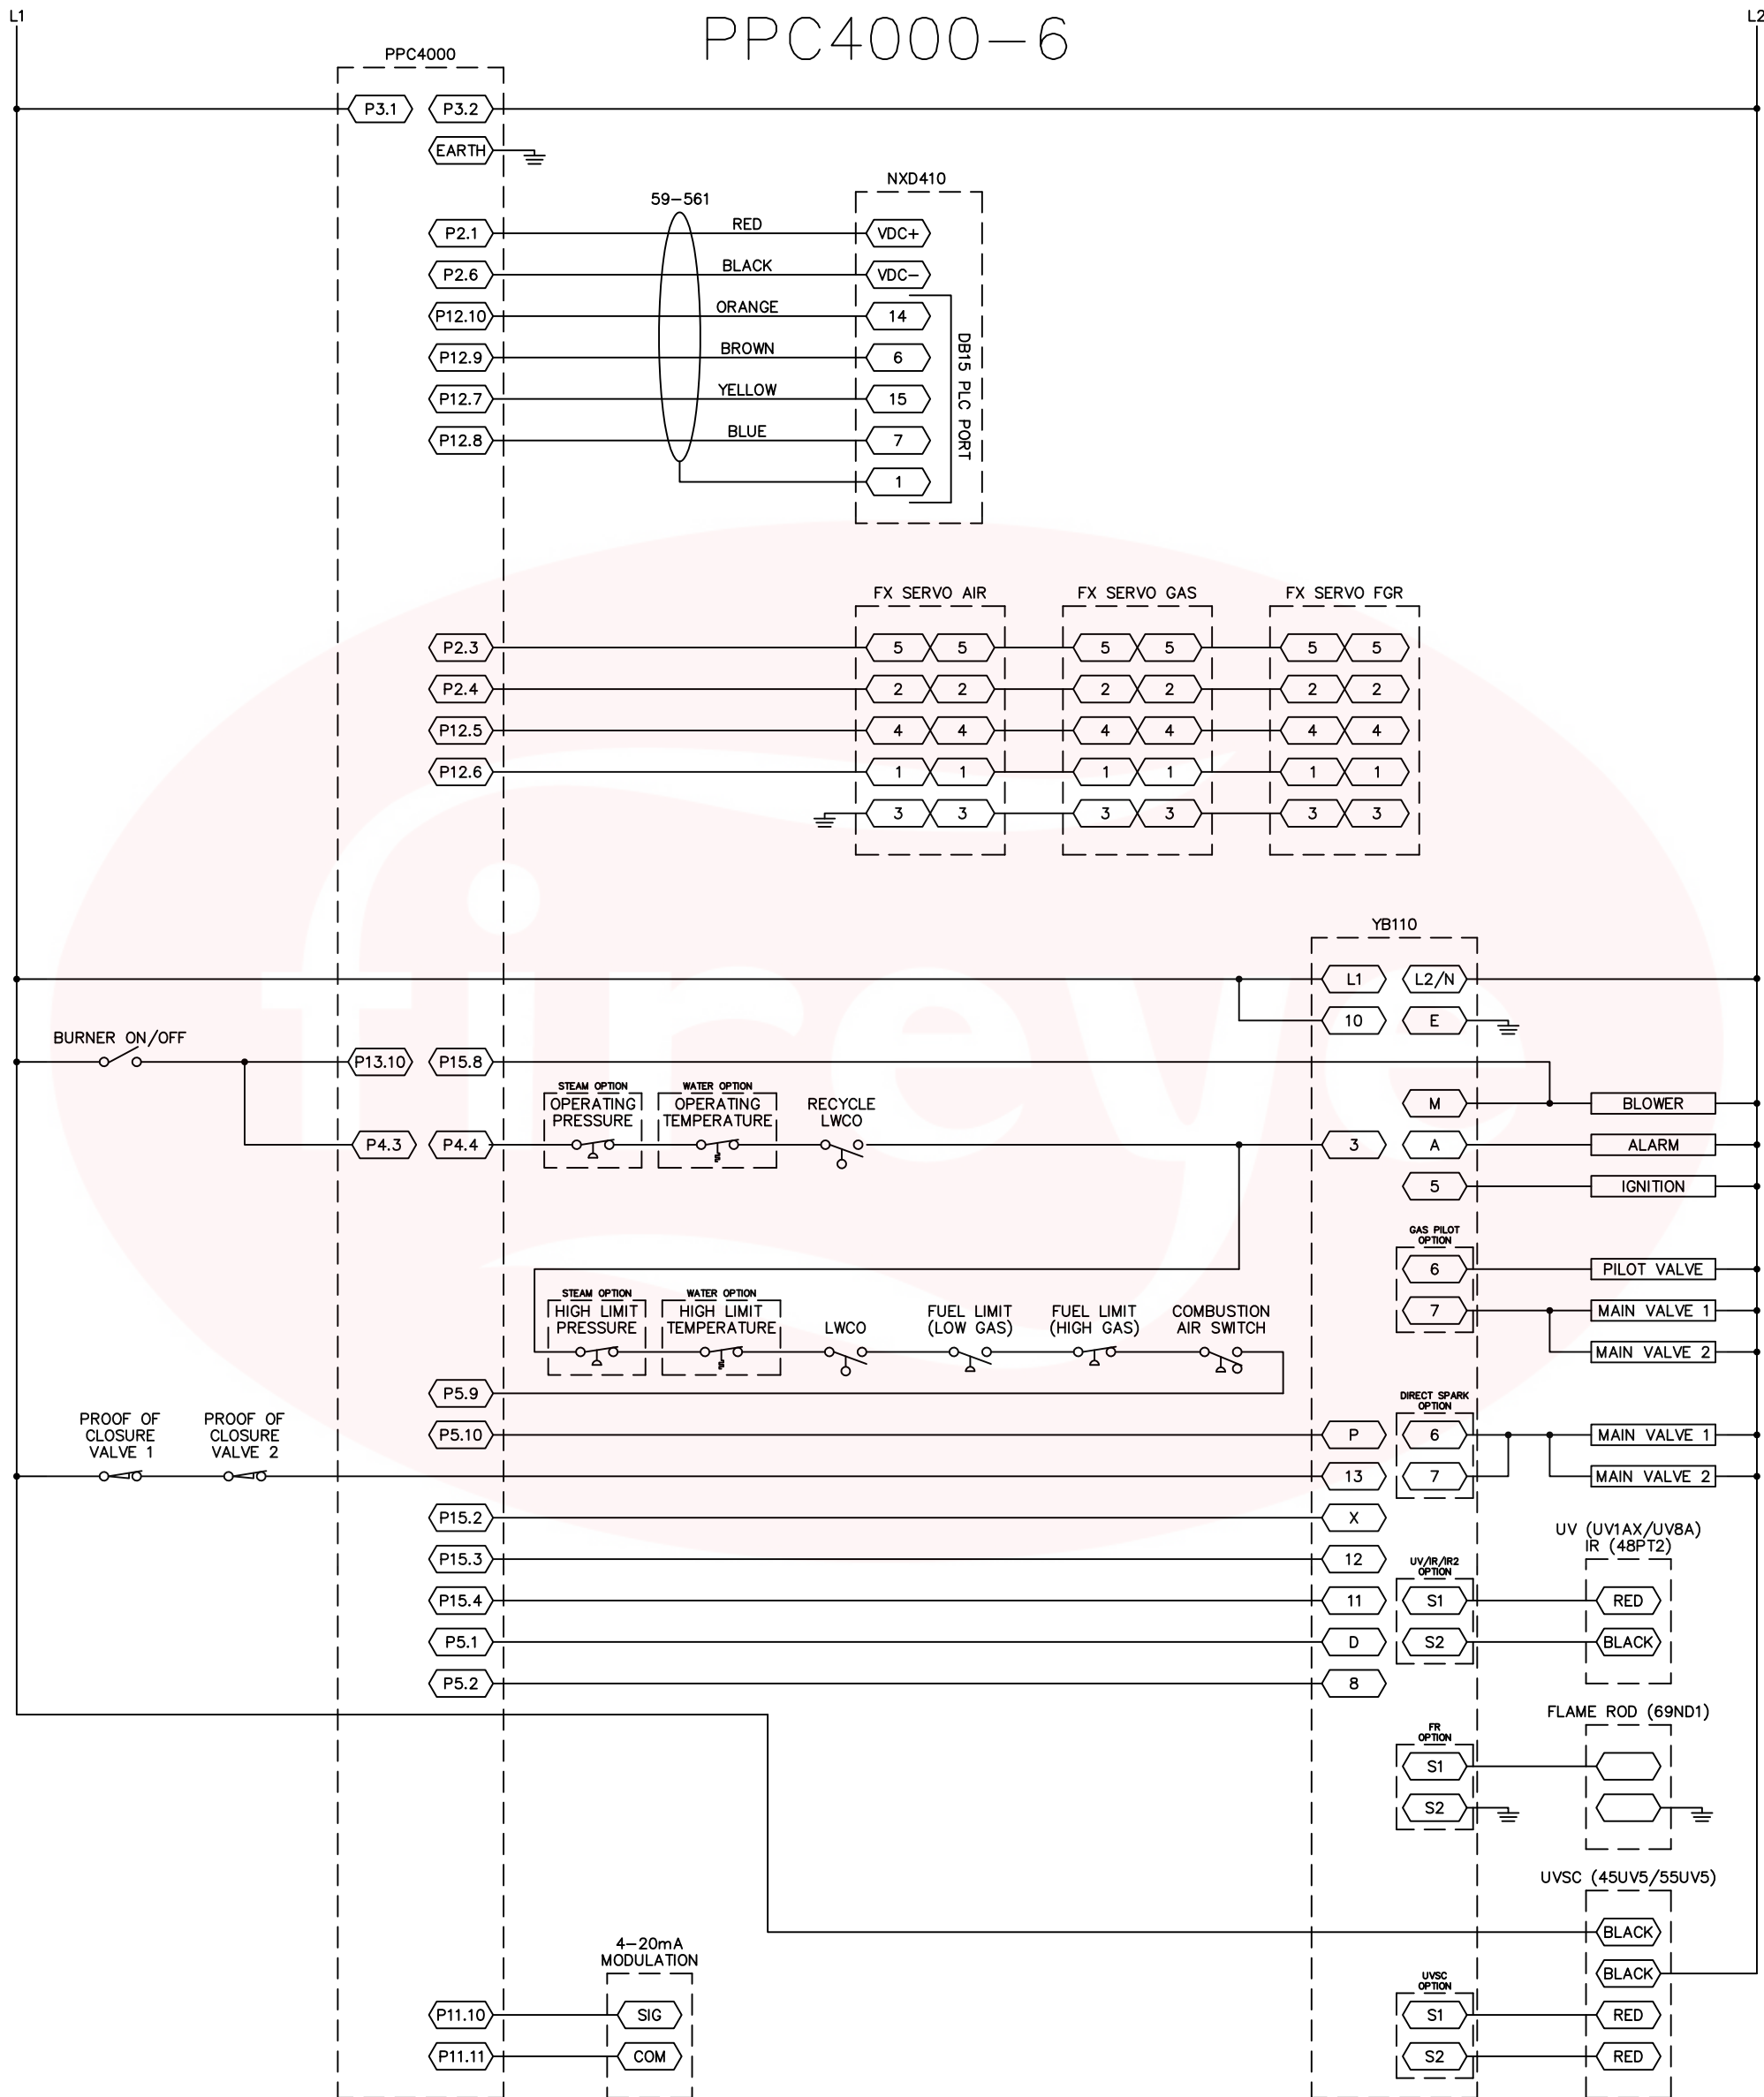 L1
L2
PPC4000-6
PPC4000
P3.1 P3.2
EARTH
NXD410
59-561
P2.1 RED VDC+
P2.6 BLACK VDC-
P12.10 ORANGE 14
P12.9 BROWN 6
P12.7 YELLOW 15
P12.8 BLUE 7
1
DB15 PLC PORT
FX SERVO AIR FX SERVO GAS FX SERVO FGR
P2.3 5 5 5 5 5 5
P2.4 2 2 2 2 2 2
P12.5 4 4 4 4 4 4
P12.6 1 1 1 1 1 1
3 3 3 3 3 3
fireye
YB110
L1 L2/N
10 E
BURNER ON/OFF
P13.10 P15.8
STEAM OPTION
OPERATING
PRESSURE
WATER OPTION
OPERATING
TEMPERATURE
RECYCLE
LWCO
M BLOWER
P4.3 P4.4 3 A ALARM
5 IGNITION
GAS PILOT
OPTION
6 PILOT VALVE
7 MAIN VALVE 1
MAIN VALVE 2
STEAM OPTION
HIGH LIMIT
PRESSURE
WATER OPTION
HIGH LIMIT
TEMPERATURE
LWCO
FUEL LIMIT
(LOW GAS)
FUEL LIMIT
(HIGH GAS)
COMBUSTION
AIR SWITCH
P5.9
DIRECT SPARK
OPTION
PROOF OF
CLOSURE
VALVE 1
PROOF OF
CLOSURE
VALVE 2
P5.10 P 6 MAIN VALVE 1
13 7 MAIN VALVE 2
P15.2 X
UV (UV1AX/UV8A)
IR (48PT2)
P15.3 12
UV/IR/IR2
OPTION
P15.4 11 S1 RED
P5.1 D S2 BLACK
P5.2 8
FLAME ROD (69ND1)
FR
OPTION
S1
S2
UVSC (45UV5/55UV5)
BLACK
BLACK
4-20mA
MODULATION
UVSC
OPTION
P11.10 SIG S1 RED
P11.11 COM S2 RED